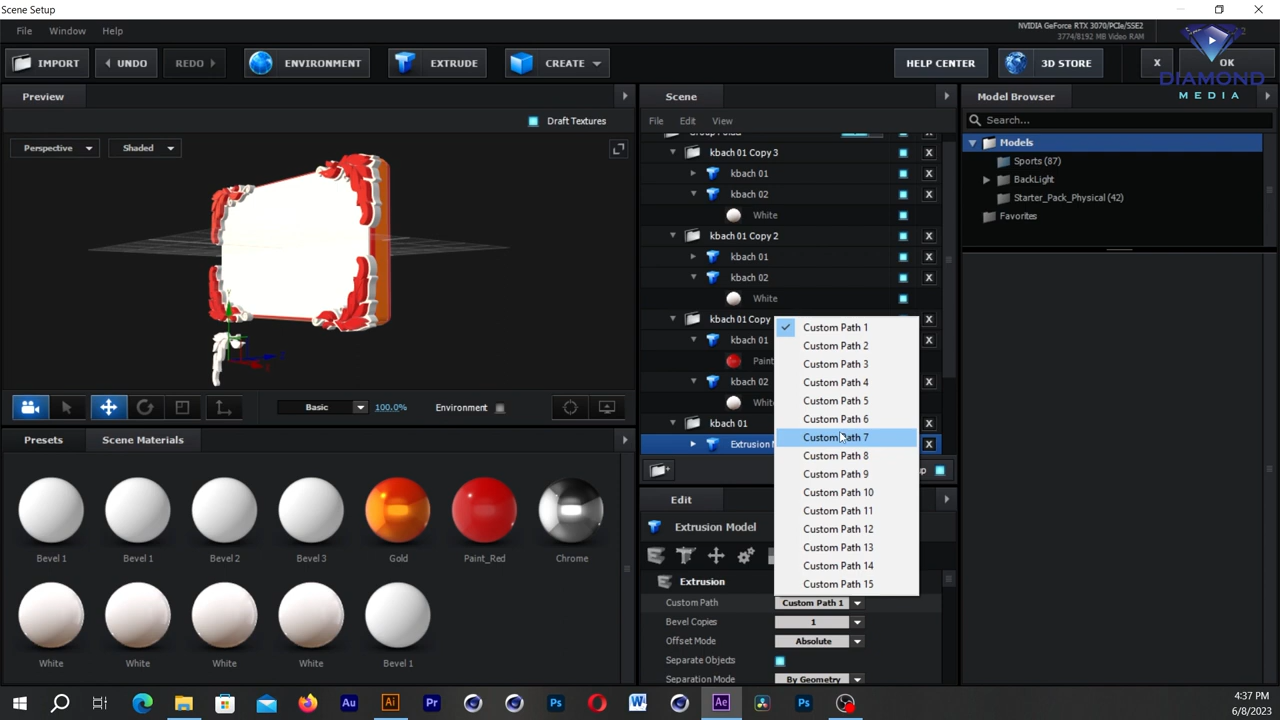 Scene Setup
File Window Help
NVIDIA GeForce RTX 3070/PCIe/SSE2
3774/8192 MB Video RAM
IMPORT UNDO REDO ENVIRONMENT EXTRUDE CREATE HELP CENTER 3D STORE X OK
DIAMOND
MEDIA
Preview
Draft Textures
Perspective Shaded
Basic 100.0% Environment
Presets Scene Materials
Bevel 1 Bevel 1 Bevel 2 Bevel 3 Gold Paint_Red Chrome
White White White White Bevel 1
Scene
File Edit View
kbach 01 Copy 3 X
kbach 01 X
kbach 02 X
White
kbach 01 Copy 2 X
kbach 01 X
kbach 02 X
White
kbach 01 Copy X
kbach 01 X
kbach 02 X
kbach 01 X
Extrusion X
Custom Path 1
Custom Path 2
Custom Path 3
Custom Path 4
Custom Path 5
Custom Path 6
Custom Path 7
Custom Path 8
Custom Path 9
Custom Path 10
Custom Path 11
Custom Path 12
Custom Path 13
Custom Path 14
Custom Path 15
Edit
Extrusion Model
Extrusion
Custom Path Custom Path 1
Bevel Copies 1
Offset Mode Absolute
Separate Objects
Separation Mode By Geometry
Model Browser
Search...
Models
Sports (87)
BackLight
Starter_Pack_Physical (42)
Favorites
4:37 PM
6/8/2023